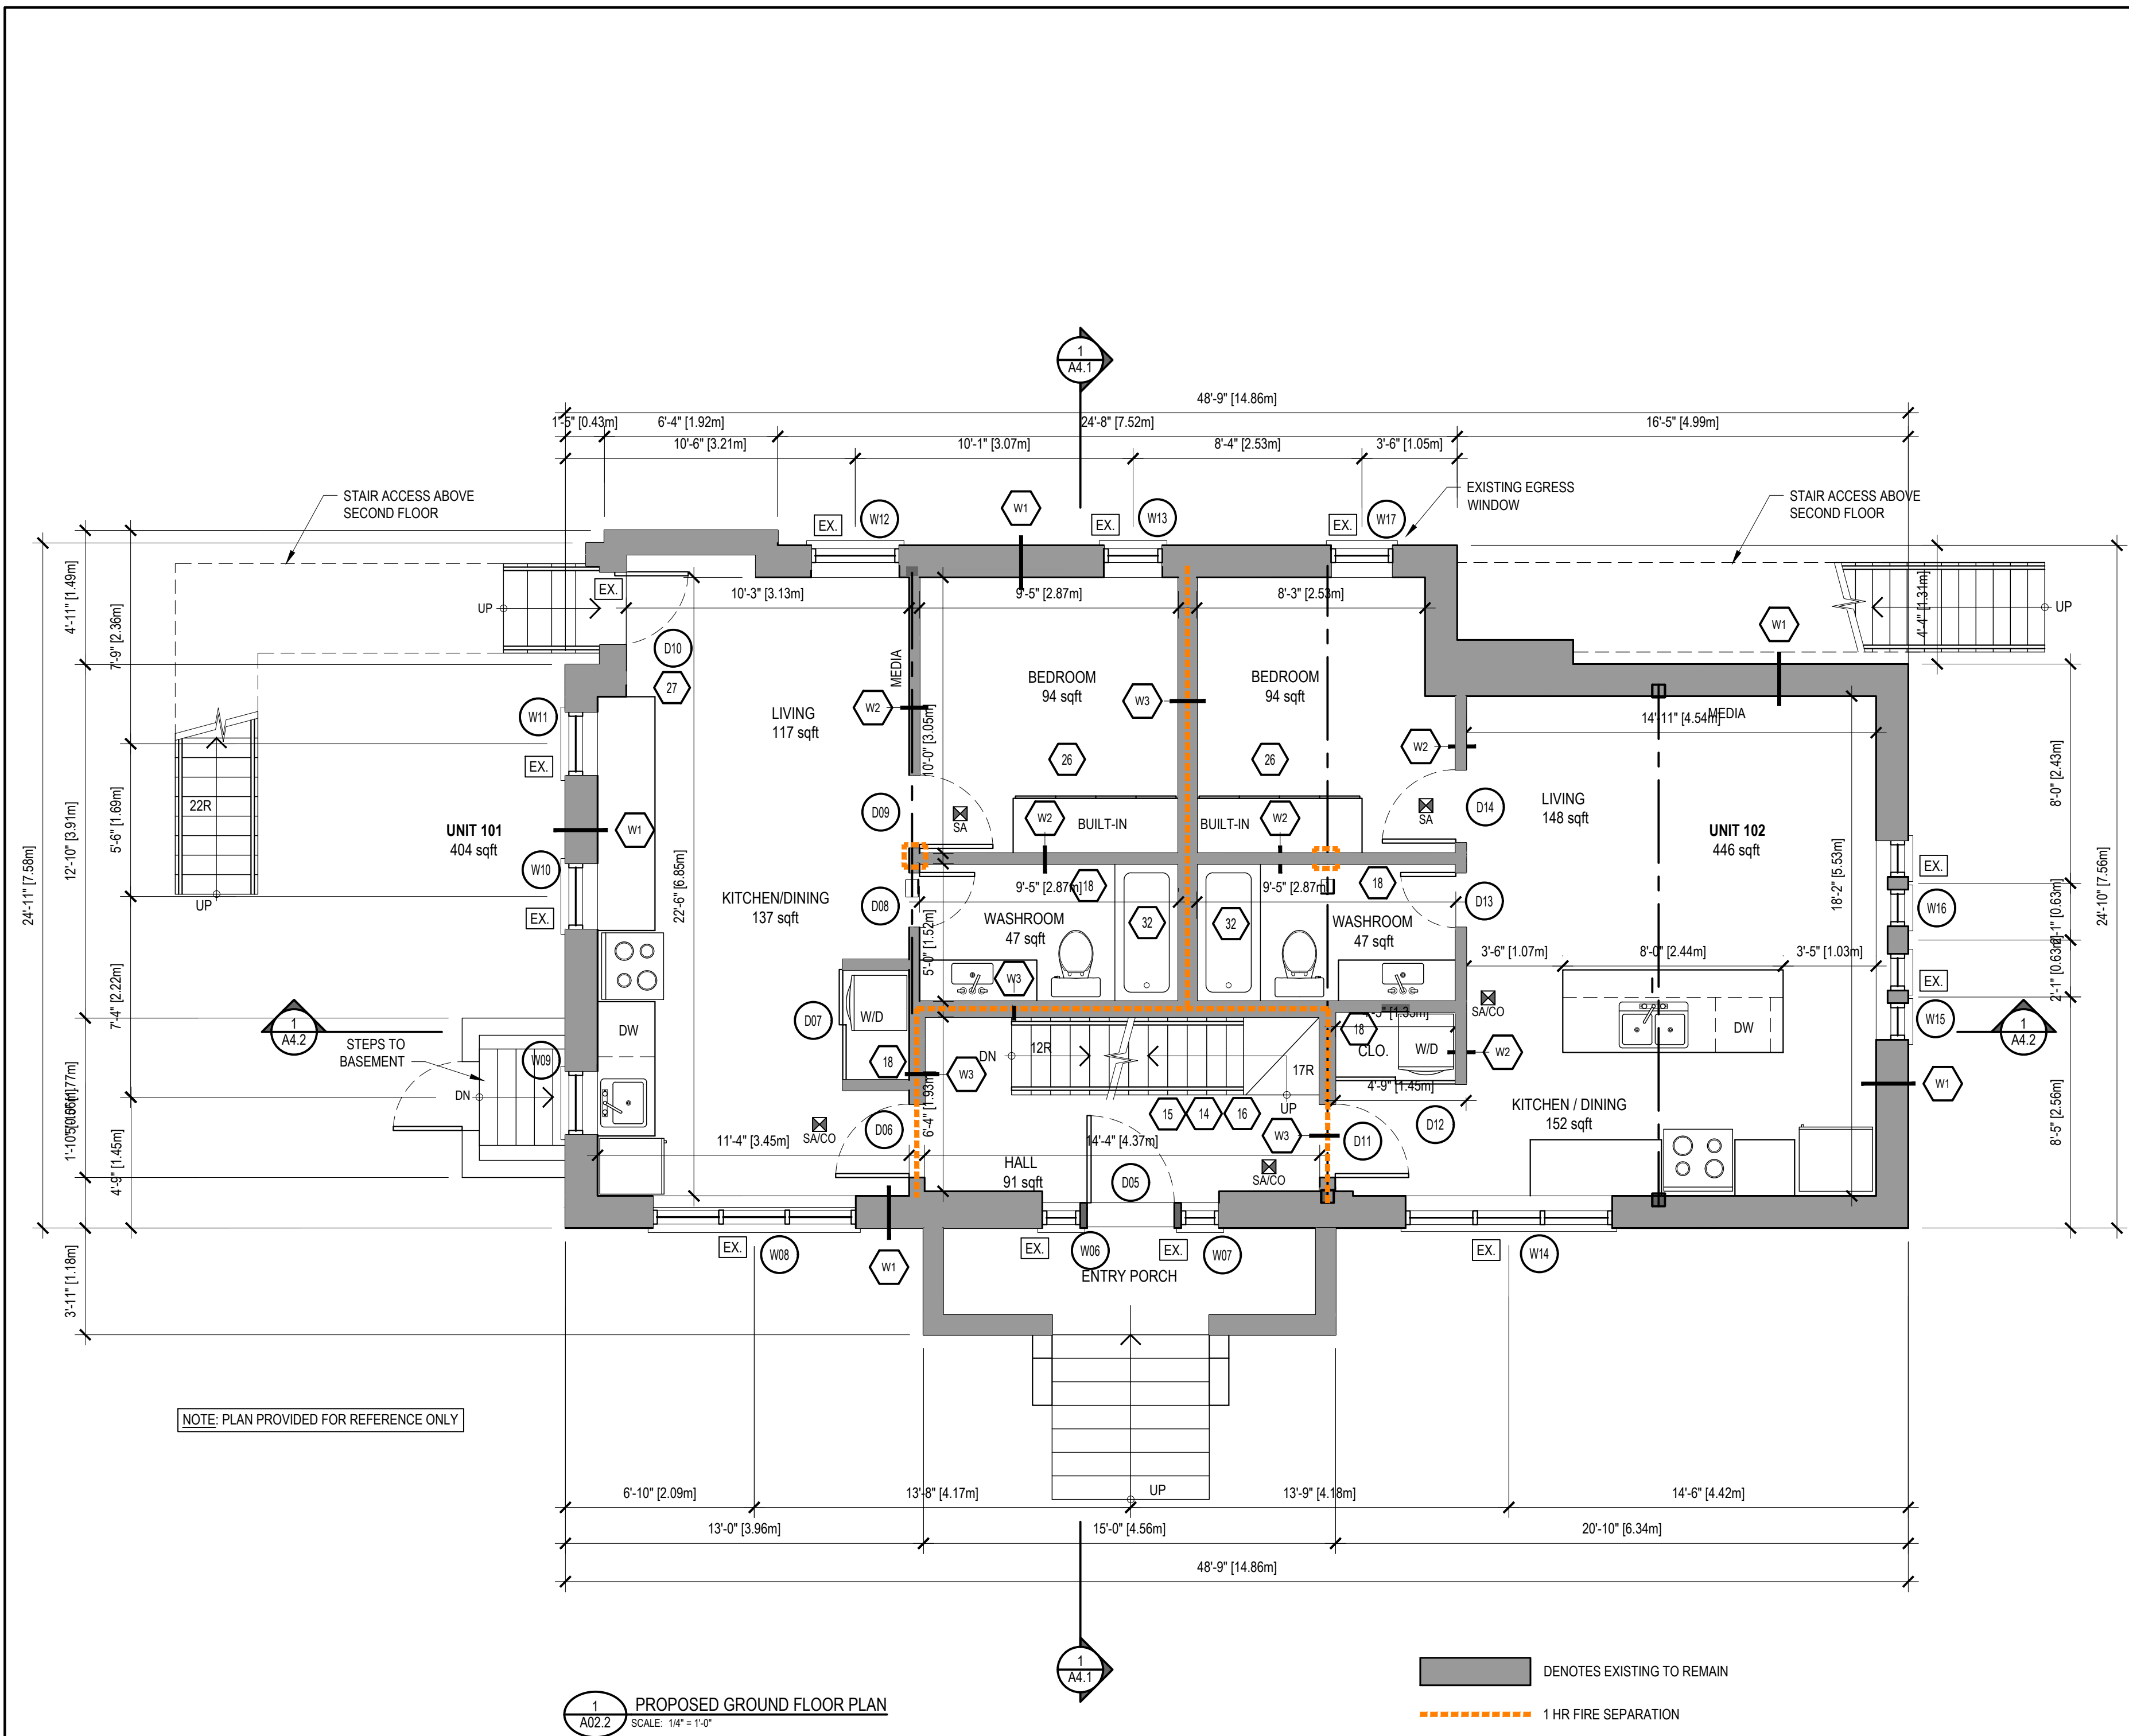 1
A4.1
48'-9" [14.86m]
1'-5" [0.43m]
6'-4" [1.92m]
24'-8" [7.52m]
16'-5" [4.99m]
10'-6" [3.21m]
10'-1" [3.07m]
8'-4" [2.53m]
3'-6" [1.05m]
STAIR ACCESS ABOVE
SECOND FLOOR
EXISTING EGRESS
WINDOW
STAIR ACCESS ABOVE
SECOND FLOOR
EX.
W12
W1
EX.
W13
EX.
W17
EX.
UP
10'-3" [3.13m]
9'-5" [2.87m]
8'-3" [2.53m]
UP
W1
4'-11" [1.49m]
7'-9" [2.36m]
4'-4" [1.31m]
D10
27
MEDIA
BEDROOM
94 sqft
BEDROOM
94 sqft
W11
LIVING
117 sqft
W2
W3
W2
MEDIA
14'-11" [4.54m]
EX.
10'-0" [3.05m]
26
26
8'-0" [2.43m]
22R
UNIT 101
404 sqft
W1
D09
SA
W2
BUILT-IN
BUILT-IN
W2
SA
D14
LIVING
148 sqft
UNIT 102
446 sqft
24'-11" [7.58m]
12'-10" [3.91m]
5'-6" [1.69m]
W10
EX.
UP
22'-6" [6.85m]
KITCHEN/DINING
137 sqft
D08
9'-5" [2.87m]
18
9'-5" [2.87m]
18
D13
18'-2" [5.53m]
EX.
W16
24'-10" [7.56m]
WASHROOM
47 sqft
32
32
WASHROOM
47 sqft
5'-0" [1.52m]
W3
3'-6" [1.07m]
8'-0" [2.44m]
3'-5" [1.03m]
2'-1" [0.63m]
2'-1" [0.63m]
EX.
7'-4" [2.22m]
1
A4.2
STEPS TO
BASEMENT
W09
DN
DW
D07
W/D
18
W3
DN
12R
17R
UP
18
CLO.
W/D
W2
4'-9" [1.45m]
SA/CO
DW
W15
1
A4.2
W1
1'-10"
4'-9" [1.45m]
SA/CO
D06
6'-4" [1.93m]
15
14
16
W3
D11
D12
KITCHEN / DINING
152 sqft
8'-5" [2.56m]
11'-4" [3.45m]
14'-4" [4.37m]
HALL
91 sqft
D05
SA/CO
3'-11" [1.18m]
EX.
W08
W1
EX.
W06
EX.
W07
EX.
W14
ENTRY PORCH
NOTE: PLAN PROVIDED FOR REFERENCE ONLY
UP
6'-10" [2.09m]
13'-8" [4.17m]
13'-9" [4.18m]
14'-6" [4.42m]
13'-0" [3.96m]
15'-0" [4.56m]
20'-10" [6.34m]
48'-9" [14.86m]
1
A4.1
DENOTES EXISTING TO REMAIN
1 HR FIRE SEPARATION
1
A02.2
PROPOSED GROUND FLOOR PLAN
SCALE: 1/4" = 1'-0"